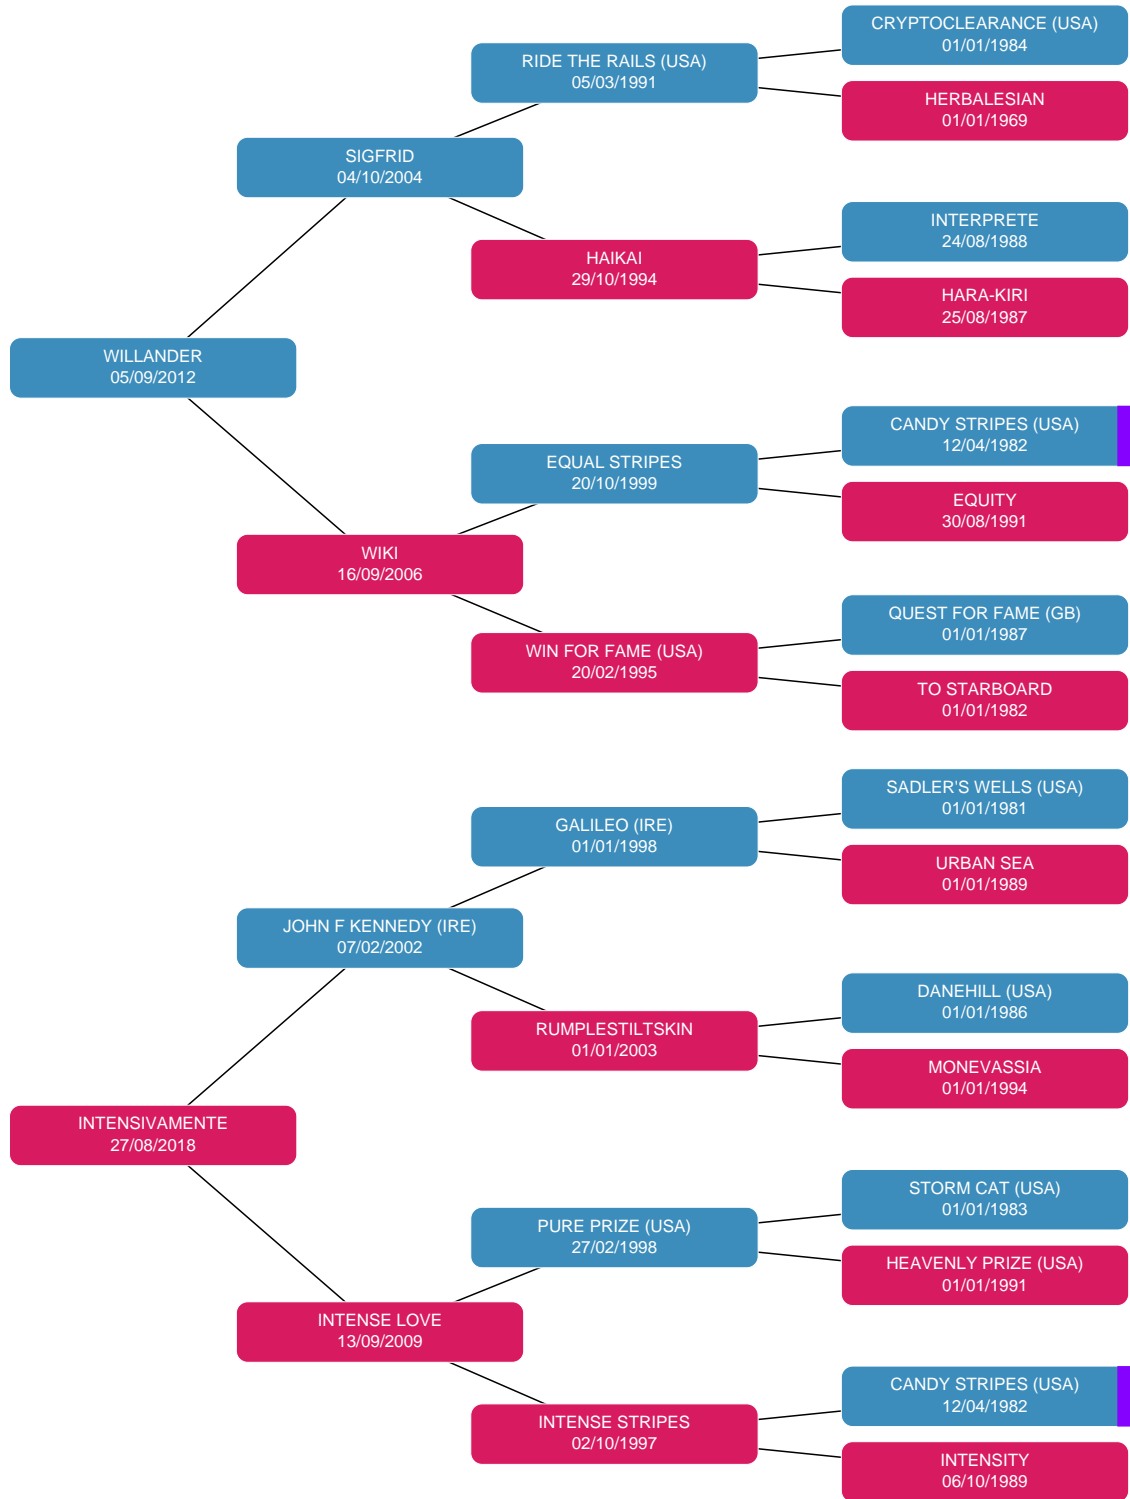 CRYPTOCLEARANCE (USA)
01/01/1984
RIDE THE RAILS (USA)
05/03/1991
HERBALESIAN
01/01/1969
SIGFRID
04/10/2004
INTERPRETE
24/08/1988
HAIKAI
29/10/1994
HARA-KIRI
25/08/1987
WILLANDER
05/09/2012
CANDY STRIPES (USA)
12/04/1982
EQUAL STRIPES
20/10/1999
EQUITY
30/08/1991
WIKI
16/09/2006
QUEST FOR FAME (GB)
01/01/1987
WIN FOR FAME (USA)
20/02/1995
TO STARBOARD
01/01/1982
SADLER'S WELLS (USA)
01/01/1981
GALILEO (IRE)
01/01/1998
URBAN SEA
01/01/1989
JOHN F KENNEDY (IRE)
07/02/2002
DANEHILL (USA)
01/01/1986
RUMPLESTILTSKIN
01/01/2003
MONEVASSIA
01/01/1994
INTENSIVAMENTE
27/08/2018
STORM CAT (USA)
01/01/1983
PURE PRIZE (USA)
27/02/1998
HEAVENLY PRIZE (USA)
01/01/1991
INTENSE LOVE
13/09/2009
CANDY STRIPES (USA)
12/04/1982
INTENSE STRIPES
02/10/1997
INTENSITY
06/10/1989